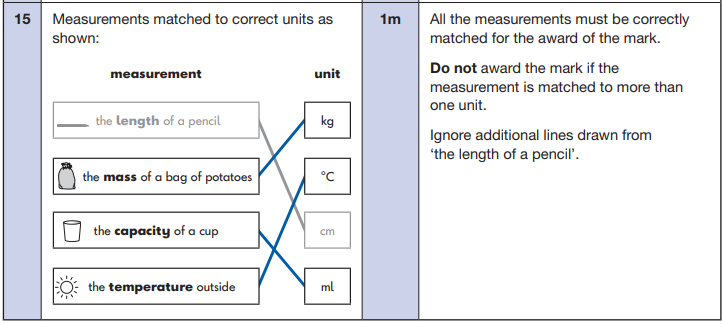 15
Measurements matched to correct units as
shown:
measurement
unit
the length of a pencil
kg
the mass of a bag of potatoes
°C
the capacity of a cup
cm
the temperature outside
ml
1m
All the measurements must be correctly
matched for the award of the mark.
Do not award the mark if the
measurement is matched to more than
one unit.
Ignore additional lines drawn from
‘the length of a pencil’.